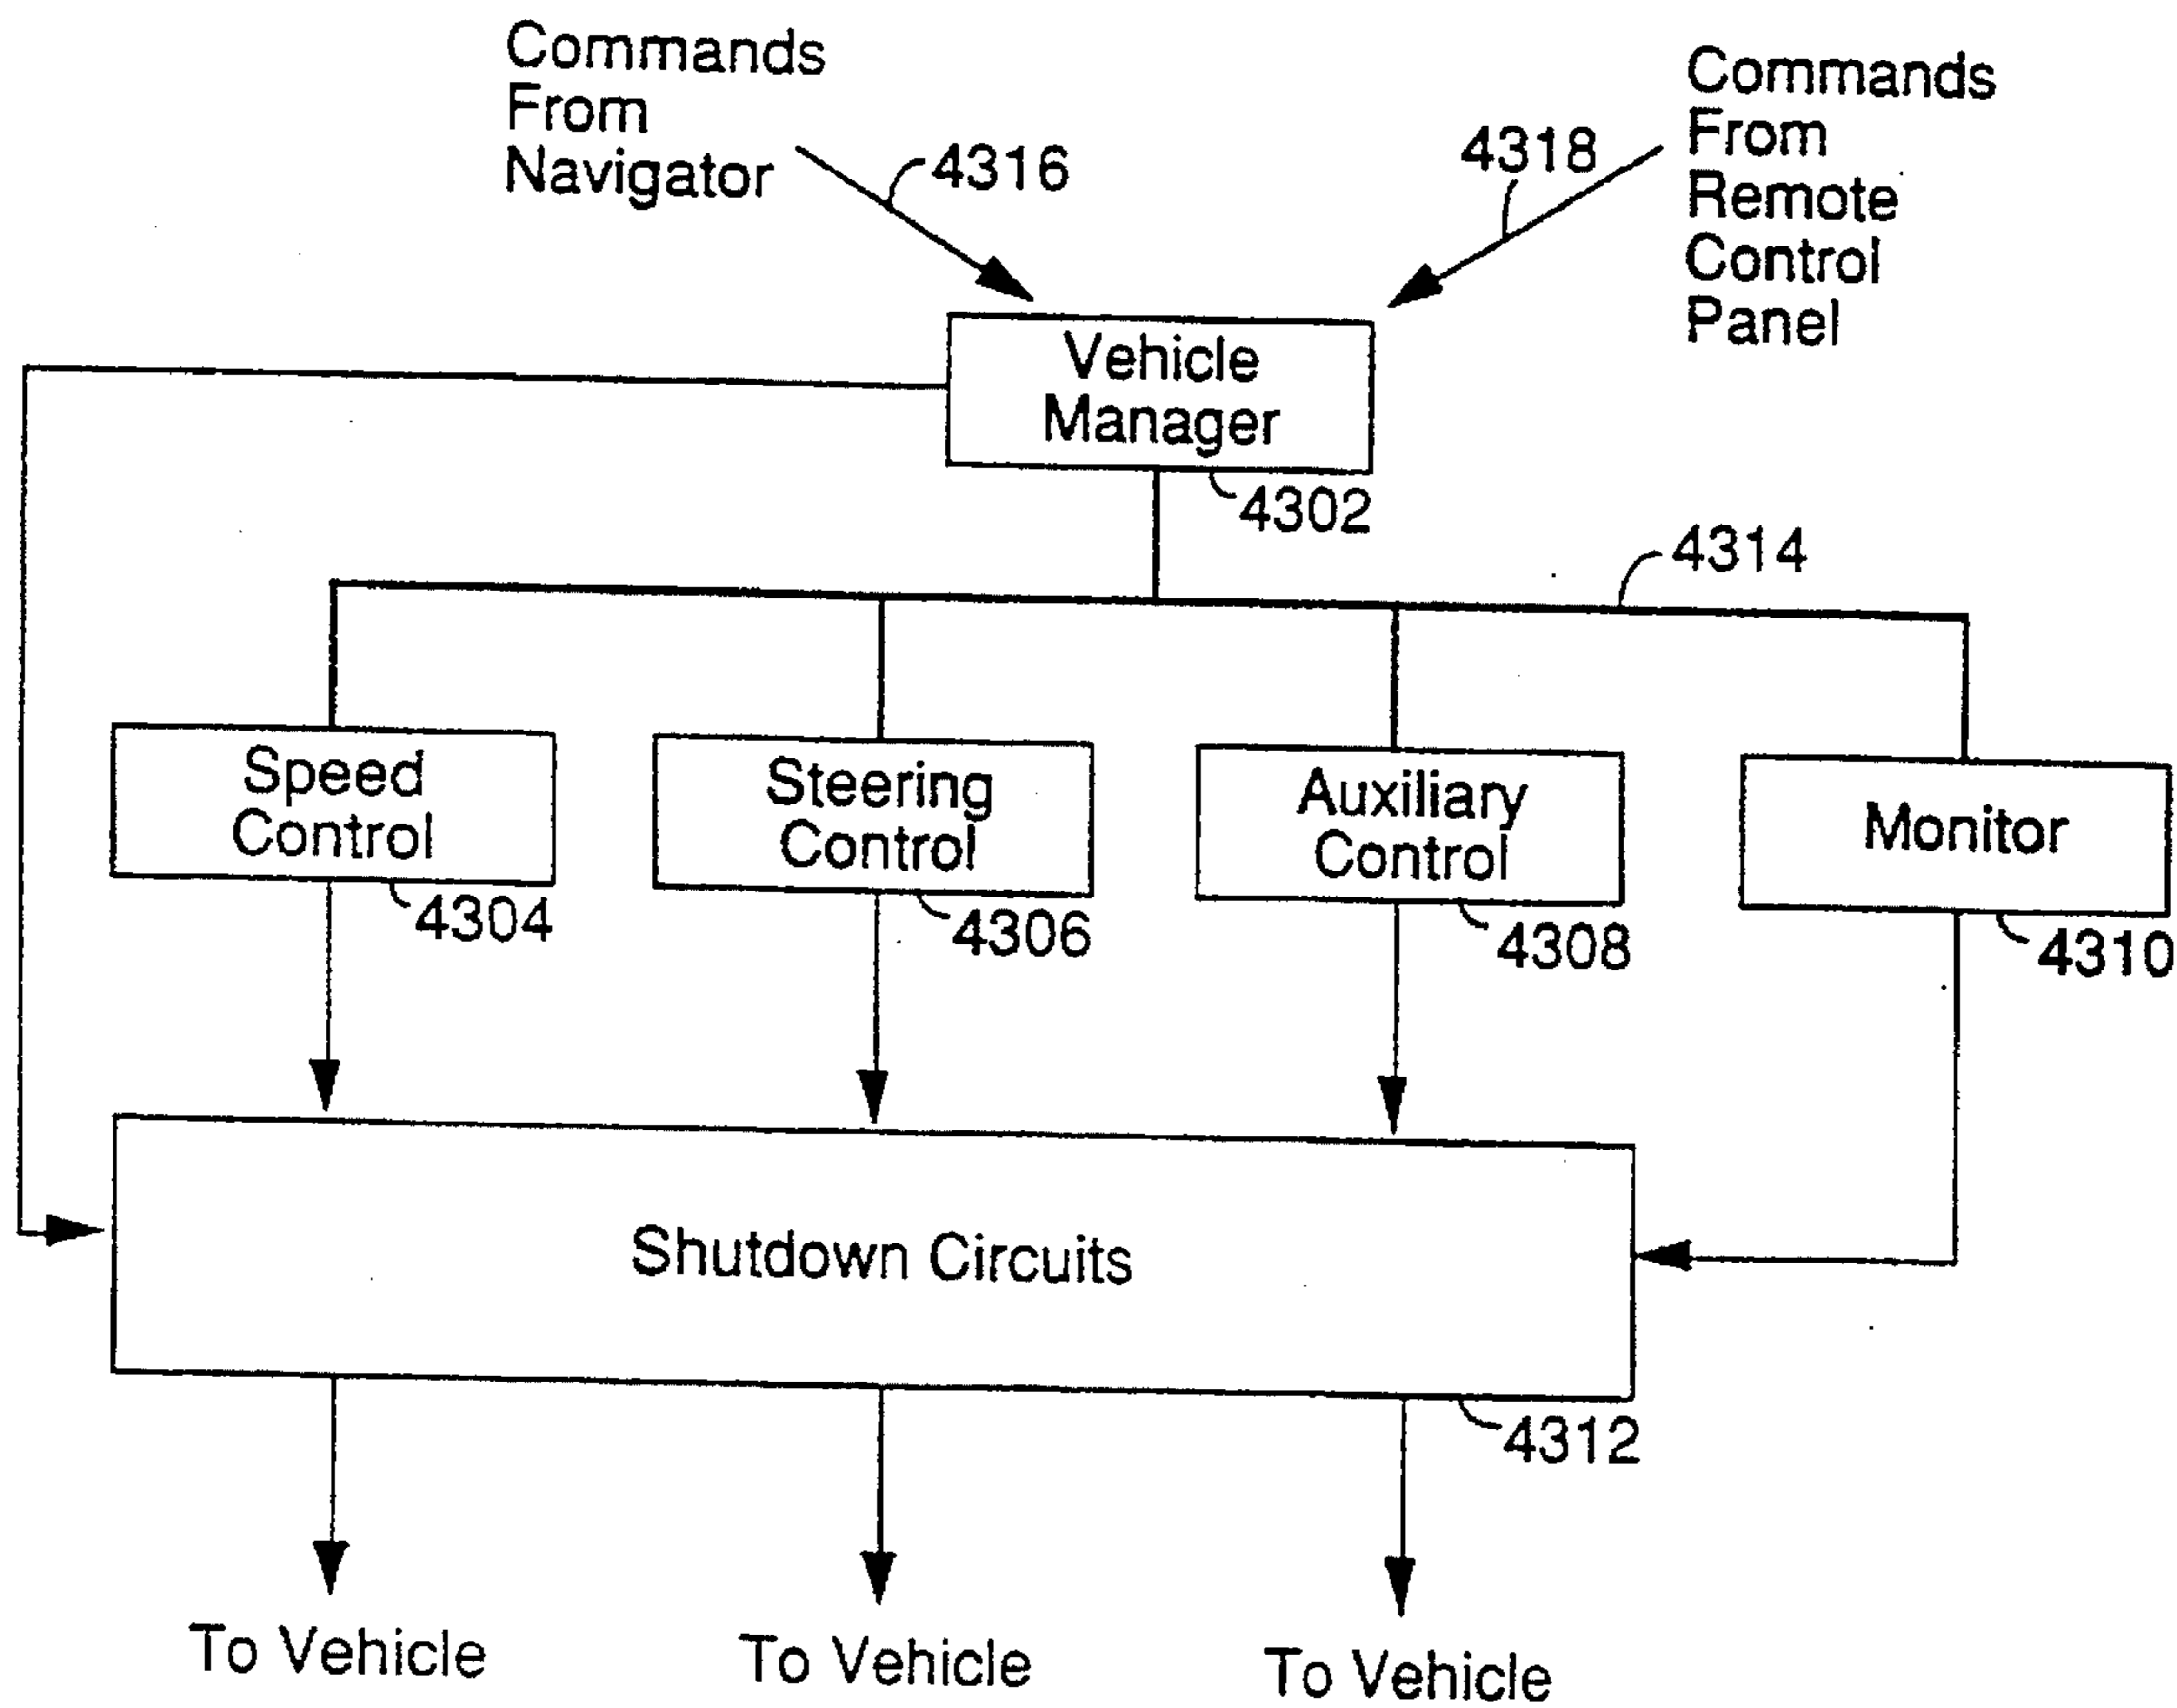 Commands
From
Navigator
4316
4318
Commands
From
Remote
Control
Panel
Vehicle
Manager
4302
4314
Speed
Control
4304
Steering
Control
4306
Auxiliary
Control
4308
Monitor
4310
Shutdown Circuits
4312
To Vehicle
To Vehicle
To Vehicle